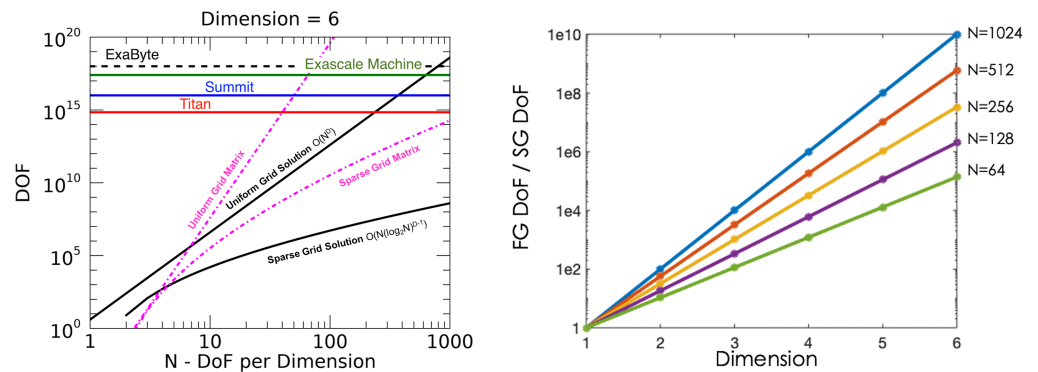 Dimension = 6
DOF
10^20
10^15
10^10
10^5
10^0
ExaByte
Exascale Machine
Summit
Titan
Uniform Grid Matrix
Uniform Grid Solution O(N^D)
Sparse Grid Matrix
Sparse Grid Solution O(N(log₂N)^D-1)
1
10
100
1000
N - DoF per Dimension
FG DoF / SG DoF
1e10
1e8
1e6
1e4
1e2
1
1
2
3
4
5
6
Dimension
N=1024
N=512
N=256
N=128
N=64